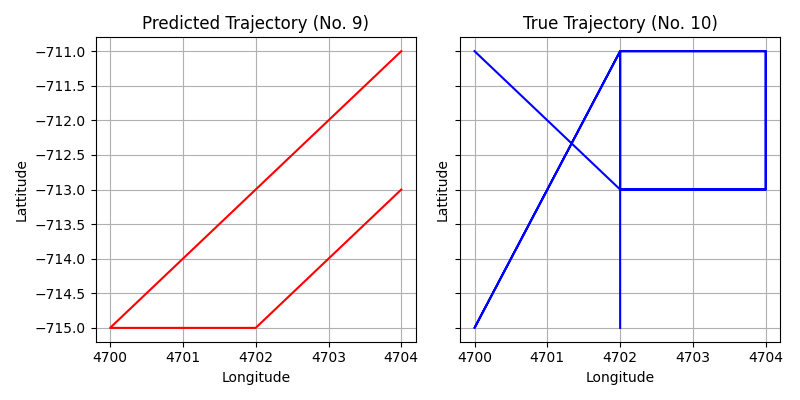 Predicted Trajectory (No. 9)
True Trajectory (No. 10)
−711.0
−711.5
−712.0
−712.5
−713.0
−713.5
−714.0
−714.5
−715.0
Lattitude
Lattitude
4700 4701 4702 4703 4704
4700 4701 4702 4703 4704
Longitude
Longitude